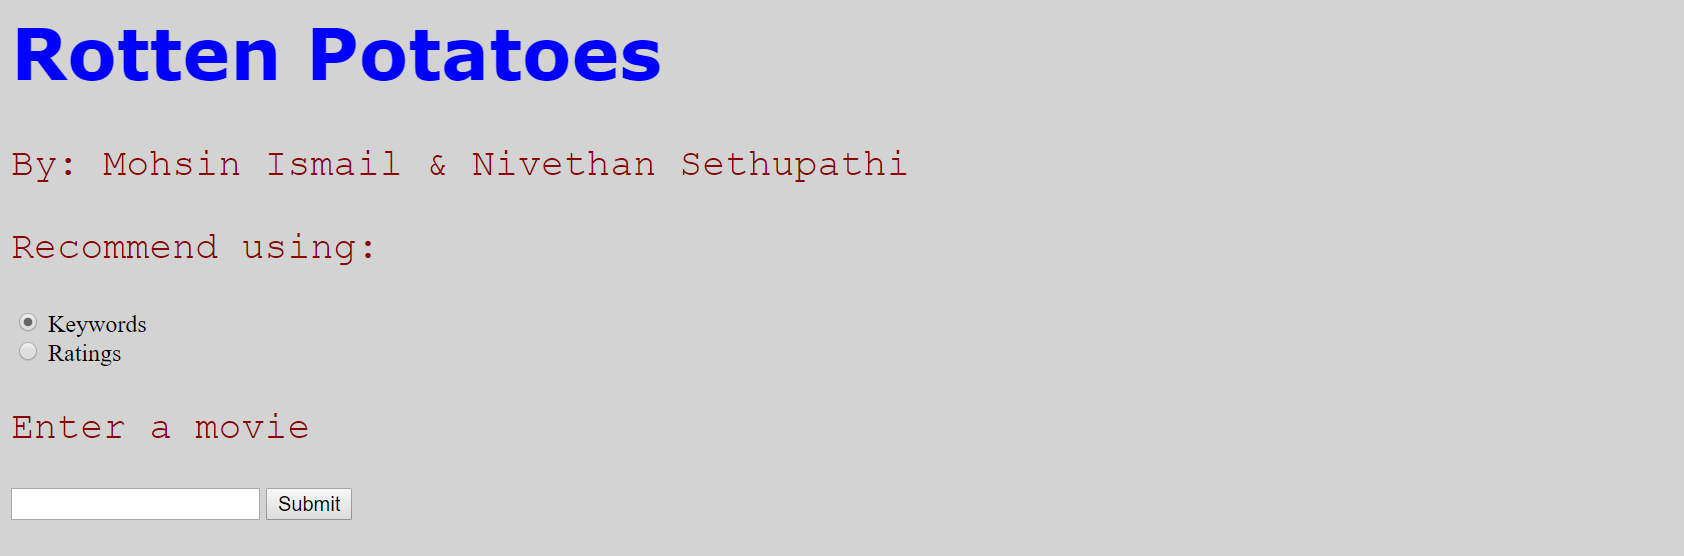 Rotten Potatoes
By: Mohsin Ismail & Nivethan Sethupathi
Recommend using:
Keywords
Ratings
Enter a movie
Submit